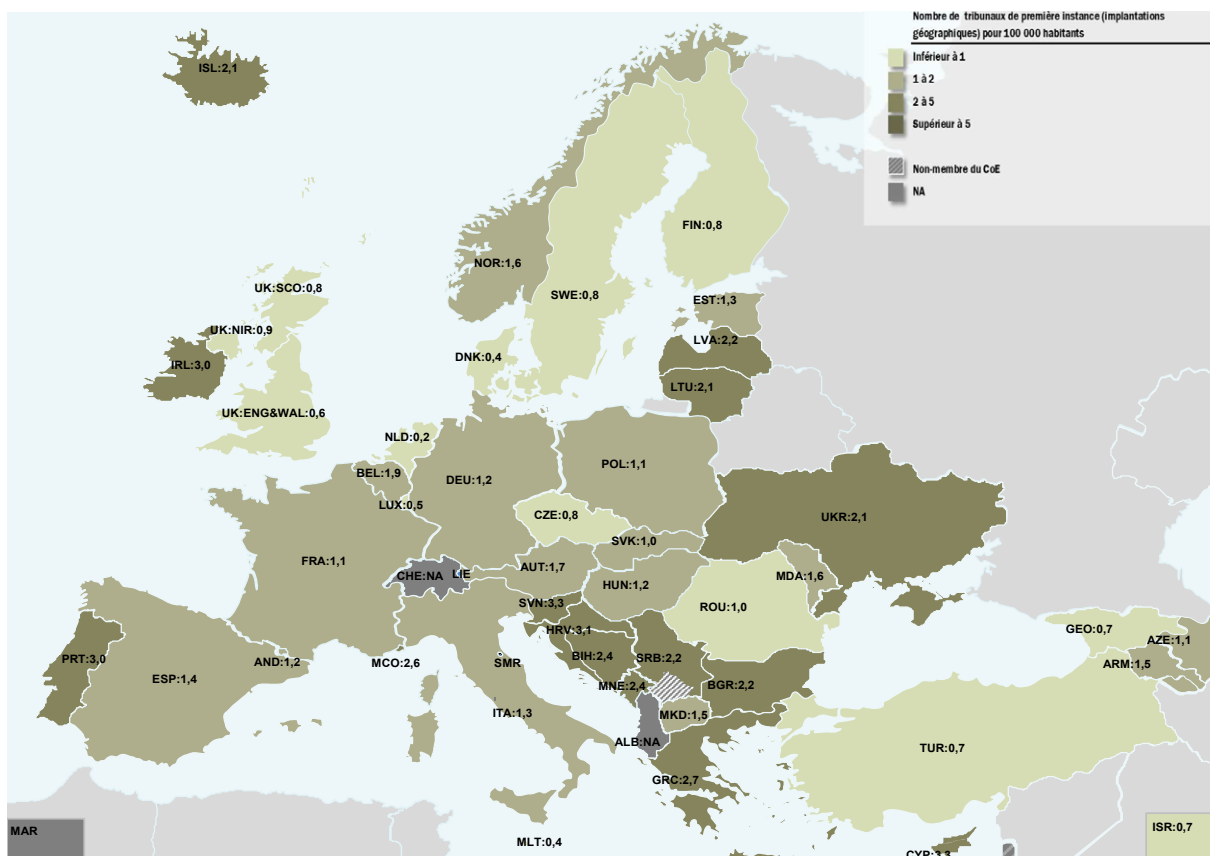 Nombre de tribunaux de première instance (implantations
géographiques) pour 100 000 habitants
Inférieur à 1
1 à 2
2 à 5
Supérieur à 5
Non-membre du CoE
NA
ISL:2,1
FIN:0,8
NOR:1,6
SWE:0,8
UK:SCO:0,8
EST:1,3
UK:NIR:0,9
LVA:2,2
IRL:3,0
DNK:0,4
LTU:2,1
UK:ENG&WAL:0,6
NLD:0,2
POL:1,1
BEL:1,9
DEU:1,2
LUX:0,5
CZE:0,8
UKR:2,1
SVK:1,0
FRA:1,1
AUT:1,7
CHE:NA
LIE
MDA:1,6
HUN:1,2
SVN:3,3
ROU:1,0
HRV:3,1
GEO:0,7
AZE:1,1
PRT:3,0
AND:1,2
MCO:2,6
SMR
BIH:2,4
SRB:2,2
ARM:1,5
ESP:1,4
MNE:2,4
BGR:2,2
ITA:1,3
MKD:1,5
ALB:NA
TUR:0,7
GRC:2,7
MAR
ISR:0,7
MLT:0,4
CYP:3,3